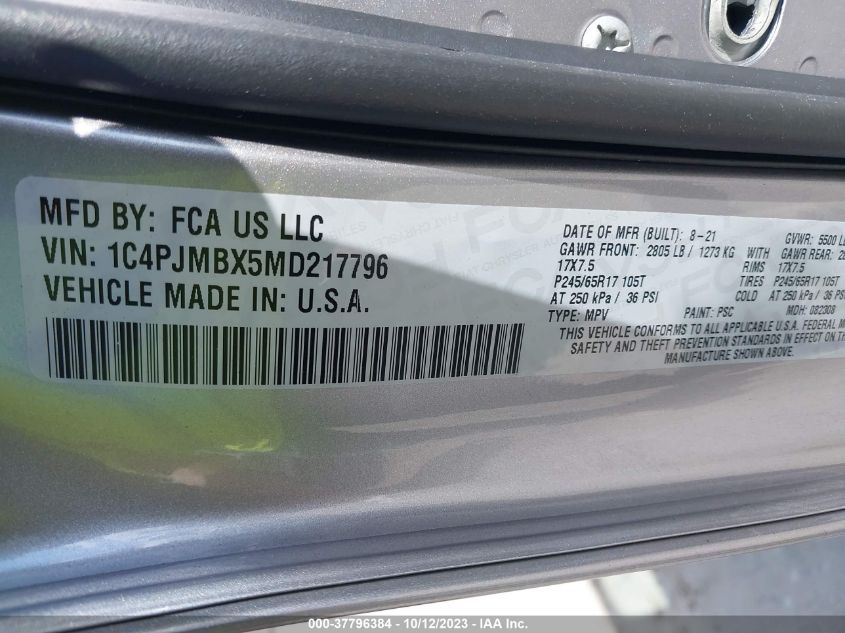 MFD BY: FCA US LLC
VIN: 1C4PJMBX5MD217796
VEHICLE MADE IN: U.S.A.
DATE OF MFR (BUILT): 8-21 GVWR: 5500
GAWR FRONT: 2805 LB / 1273 KG WITH GAWR REAR:
17X7.5 RIMS 17X7.5
P245/65R17 105T TIRES P245/65R17 105T
AT 250 kPa / 36 PSI COLD AT 250 kPa / 36 PSI
TYPE: MPV PAINT: PSC MDH: 082308
THIS VEHICLE CONFORMS TO ALL APPLICABLE U.S.A. FEDERAL
SAFETY AND THEFT PREVENTION STANDARDS IN EFFECT ON
MANUFACTURE SHOWN ABOVE.
000-37796384 - 10/12/2023 - IAA Inc.